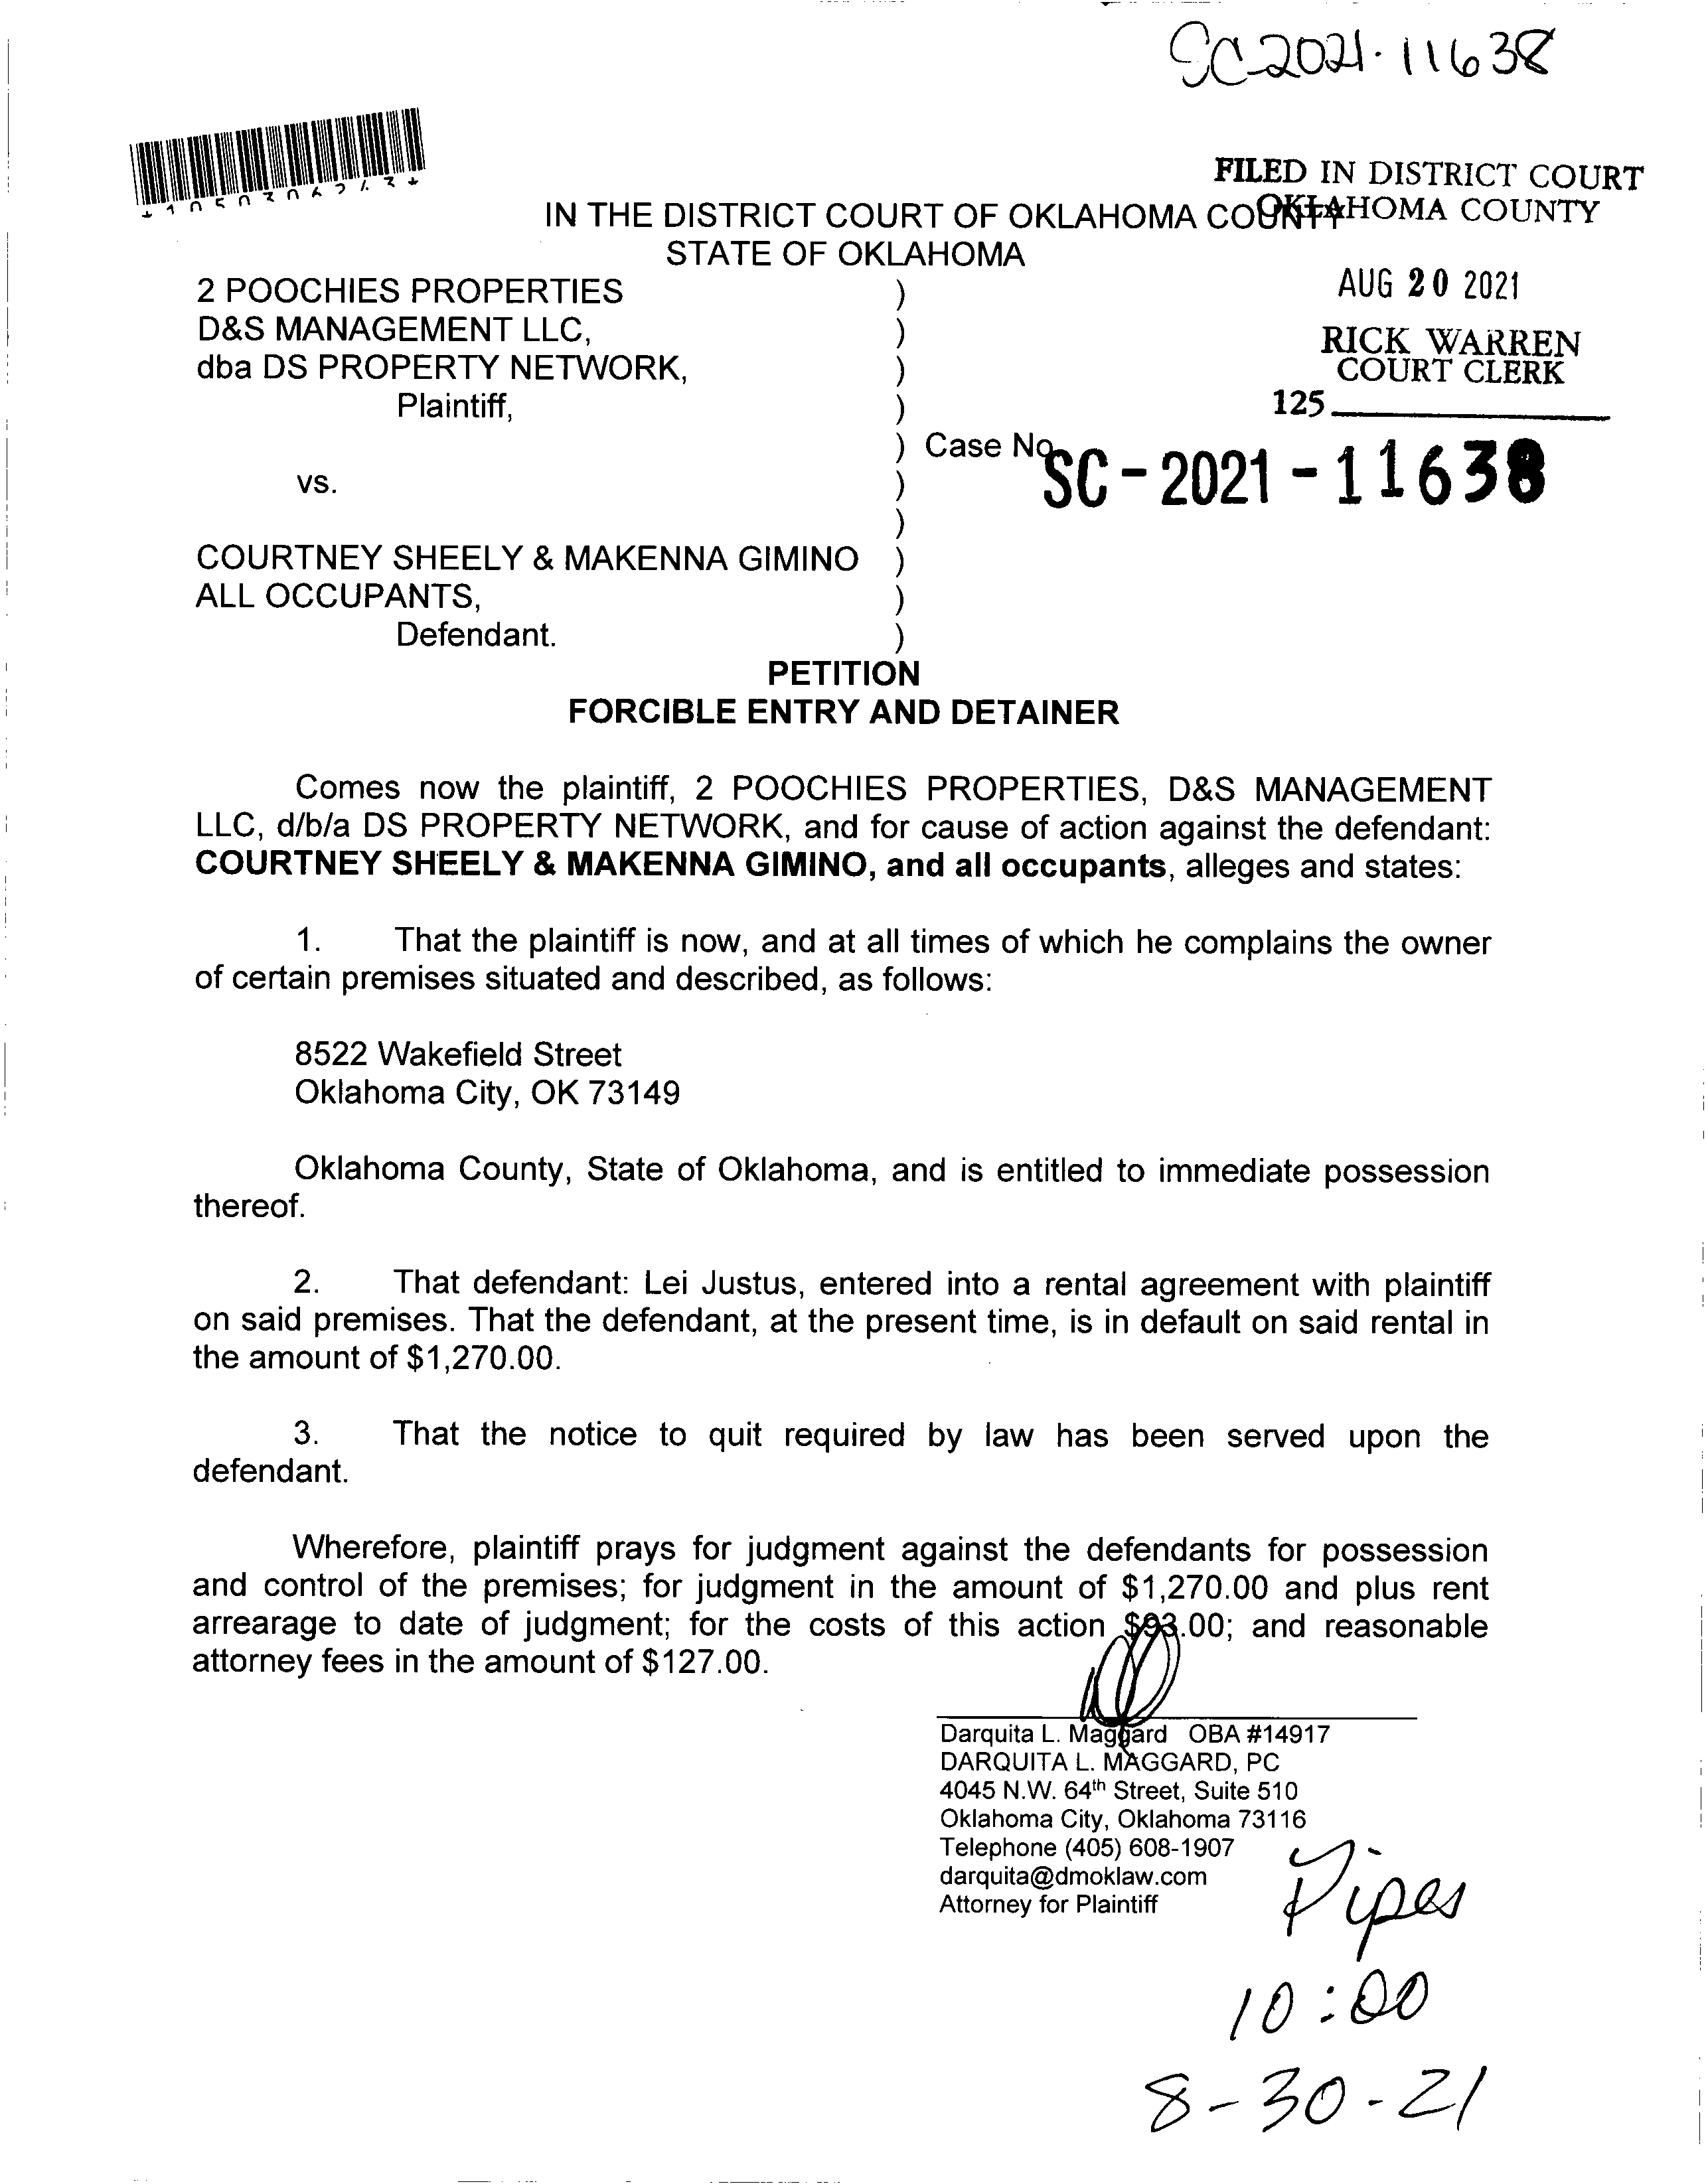 SC-2021-11638
*1050306243*
FILED IN DISTRICT COURT
OKLAHOMA COUNTY
IN THE DISTRICT COURT OF OKLAHOMA COUNTY
STATE OF OKLAHOMA
AUG 20 2021
RICK WARREN
COURT CLERK
125
2 POOCHIES PROPERTIES )
D&S MANAGEMENT LLC, )
dba DS PROPERTY NETWORK, )
Plaintiff, )
) Case No.
SC-2021-11638
vs. )
)
COURTNEY SHEELY & MAKENNA GIMINO )
ALL OCCUPANTS, )
Defendant. )
PETITION
FORCIBLE ENTRY AND DETAINER
Comes now the plaintiff, 2 POOCHIES PROPERTIES, D&S MANAGEMENT
LLC, d/b/a DS PROPERTY NETWORK, and for cause of action against the defendant:
COURTNEY SHEELY & MAKENNA GIMINO, and all occupants, alleges and states:
1. That the plaintiff is now, and at all times of which he complains the owner
of certain premises situated and described, as follows:
8522 Wakefield Street
Oklahoma City, OK 73149
Oklahoma County, State of Oklahoma, and is entitled to immediate possession
thereof.
2. That defendant: Lei Justus, entered into a rental agreement with plaintiff
on said premises. That the defendant, at the present time, is in default on said rental in
the amount of $1,270.00.
3. That the notice to quit required by law has been served upon the
defendant.
Wherefore, plaintiff prays for judgment against the defendants for possession
and control of the premises; for judgment in the amount of $1,270.00 and plus rent
arrearage to date of judgment; for the costs of this action $93.00; and reasonable
attorney fees in the amount of $127.00.
Darquita L. Maggard OBA #14917
DARQUITA L. MAGGARD, PC
4045 N.W. 64th Street, Suite 510
Oklahoma City, Oklahoma 73116
Telephone (405) 608-1907
darquita@dmoklaw.com
Attorney for Plaintiff
Pipes
10:00
8-30-21